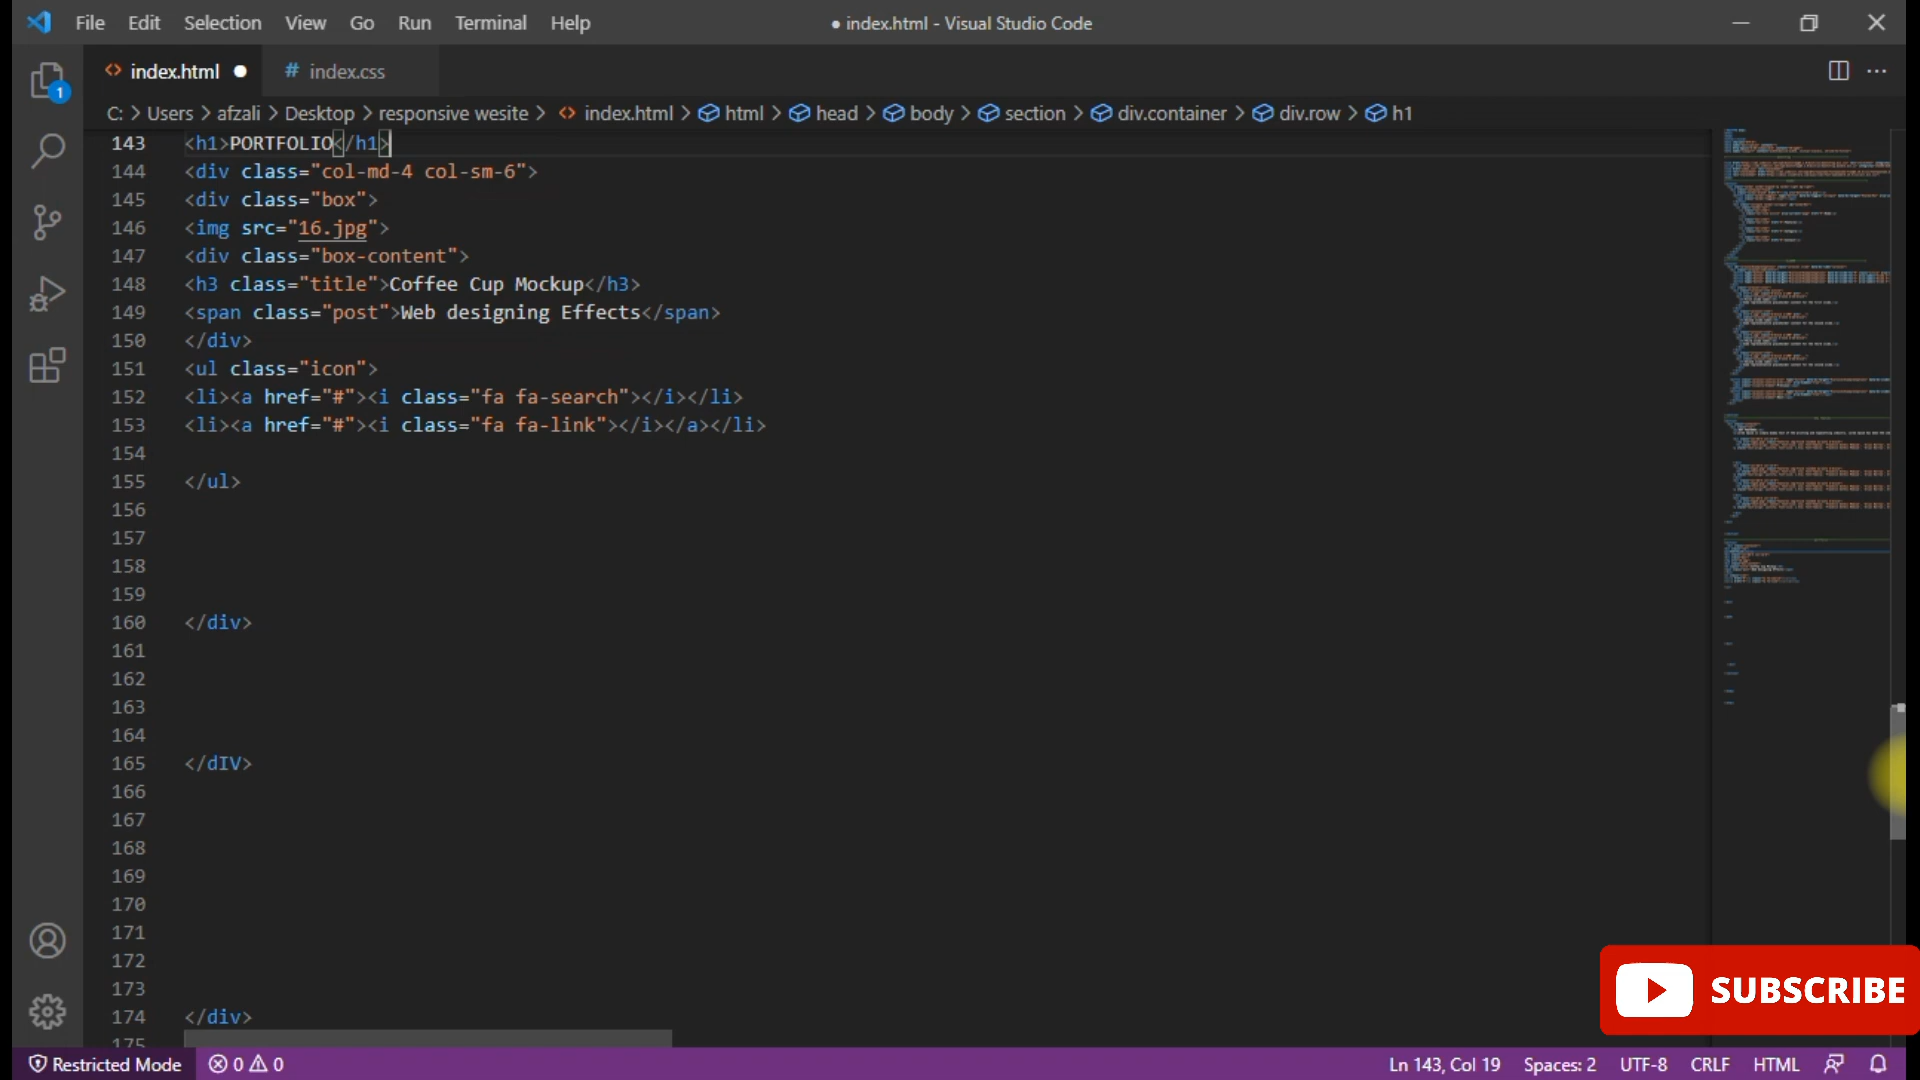 File Edit Selection View Go Run Terminal Help
● index.html - Visual Studio Code
index.html
# index.css
C: > Users > afzali > Desktop > responsive wesite > index.html > html > head > body > section > div.container > div.row > h1
143 <h1>PORTFOLIO</h1>
144 <div class="col-md-4 col-sm-6">
145 <div class="box">
146 <img src="16.jpg">
147 <div class="box-content">
148 <h3 class="title">Coffee Cup Mockup</h3>
149 <span class="post">Web designing Effects</span>
150 </div>
151 <ul class="icon">
152 <li><a href="#"><i class="fa fa-search"></i></li>
153 <li><a href="#"><i class="fa fa-link"></i></a></li>
154
155 </ul>
156
157
158
159
160 </div>
161
162
163
164
165 </dIV>
166
167
168
169
170
171
172
173
174 </div>
175
1
SUBSCRIBE
Restricted Mode 0 0 Ln 143, Col 19 Spaces: 2 UTF-8 CRLF HTML